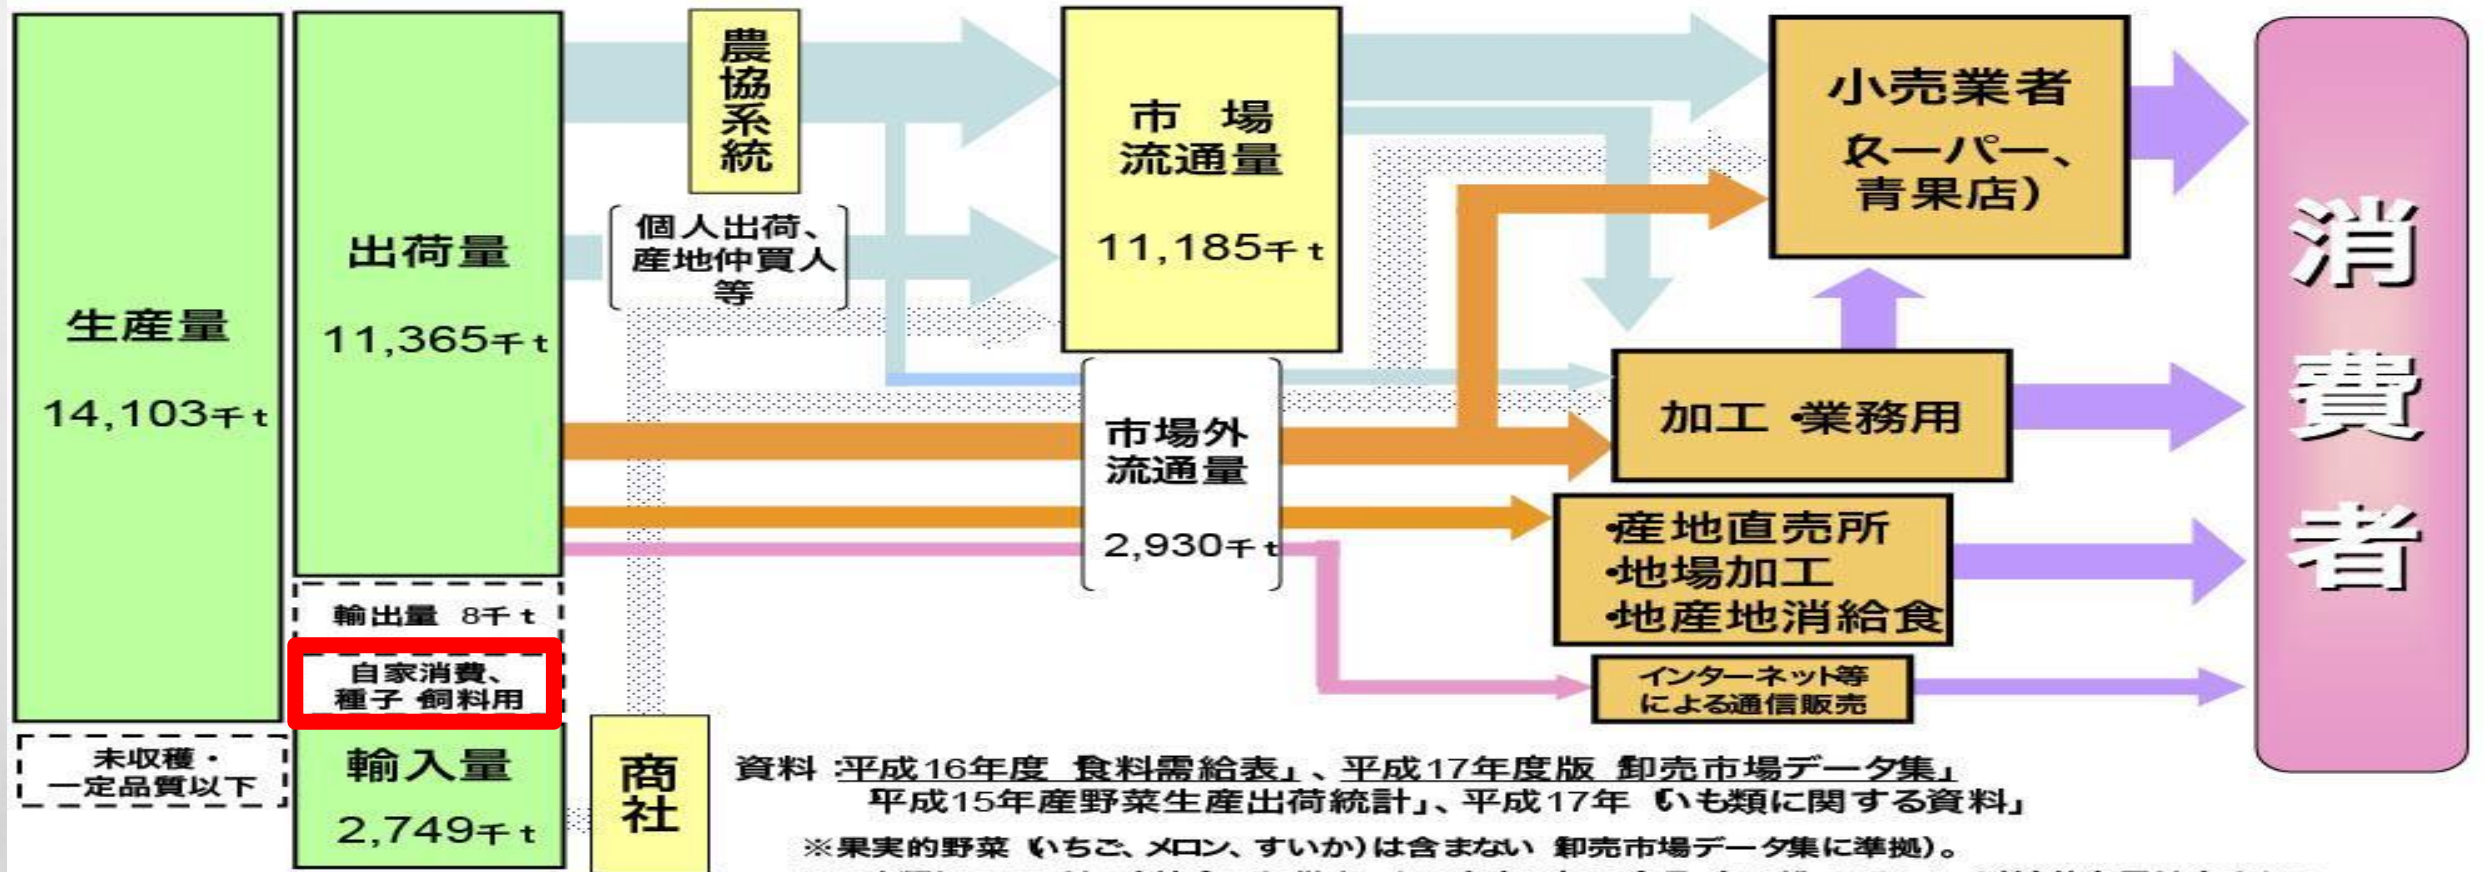 生産量
14,103千t
未収穫・
一定品質以下
出荷量
11,365千t
輸出量 8千t
自家消費、
種子・飼料用
輸入量
2,749千t
農協系統
個人出荷、
産地仲買人
等
商社
市 場
流通量
11,185千t
市場外
流通量
2,930千t
小売業者
(スーパー、
青果店)
加工・業務用
・産地直売所
・地場加工
・地産地消給食
インターネット等
による通信販売
消費者
資料:「平成16年度 食料需給表」、「平成17年度版 卸売市場データ集」
「平成15年産野菜生産出荷統計」、平成17年「いも類に関する資料」
※果実的野菜(いちご、メロン、すいか)は含まない(卸売市場データ集に準拠)。